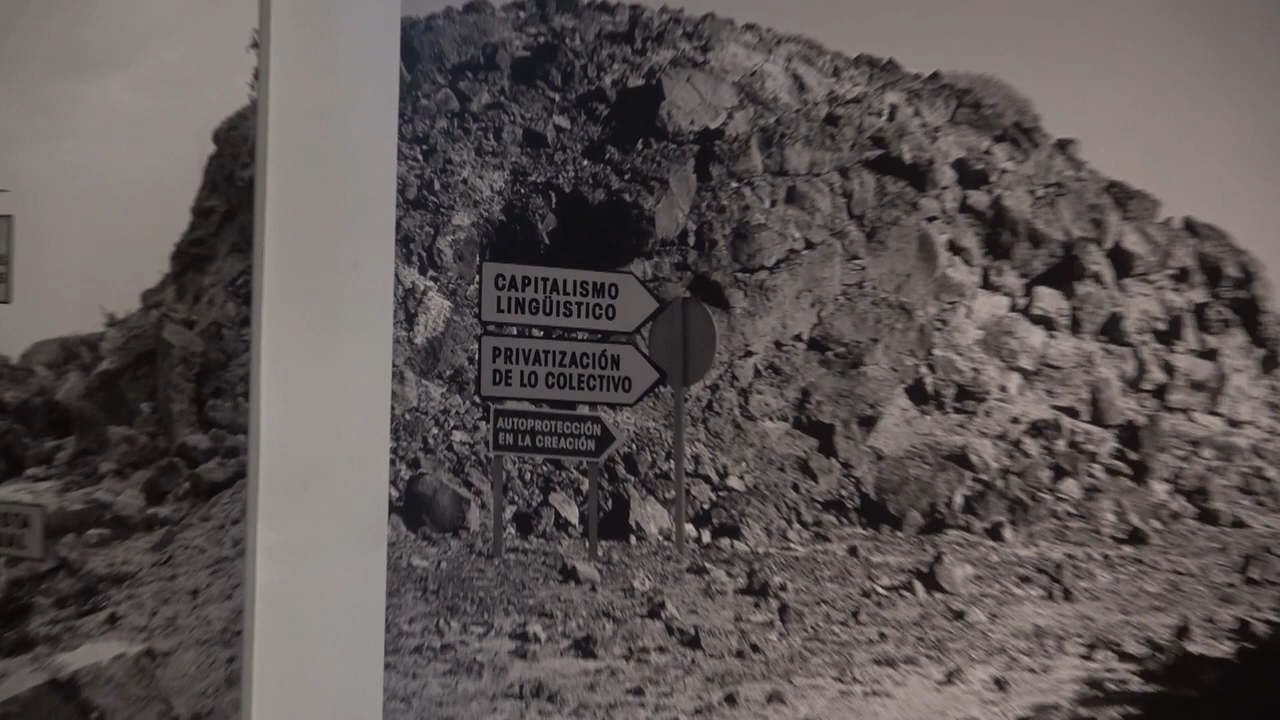 CAPITALISMO
LINGÜISTICO
PRIVATIZACIÓN
DE LO COLECTIVO
AUTOPROTECCIÓN
EN LA CREACIÓN